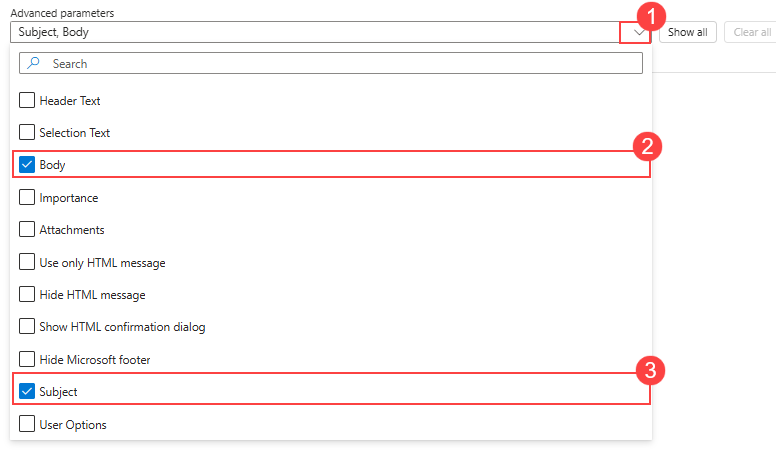 Advanced parameters
1
Subject, Body
Show all
Clear all
Search
Header Text
Selection Text
2
Body
Importance
Attachments
Use only HTML message
Hide HTML message
Show HTML confirmation dialog
Hide Microsoft footer
3
Subject
User Options